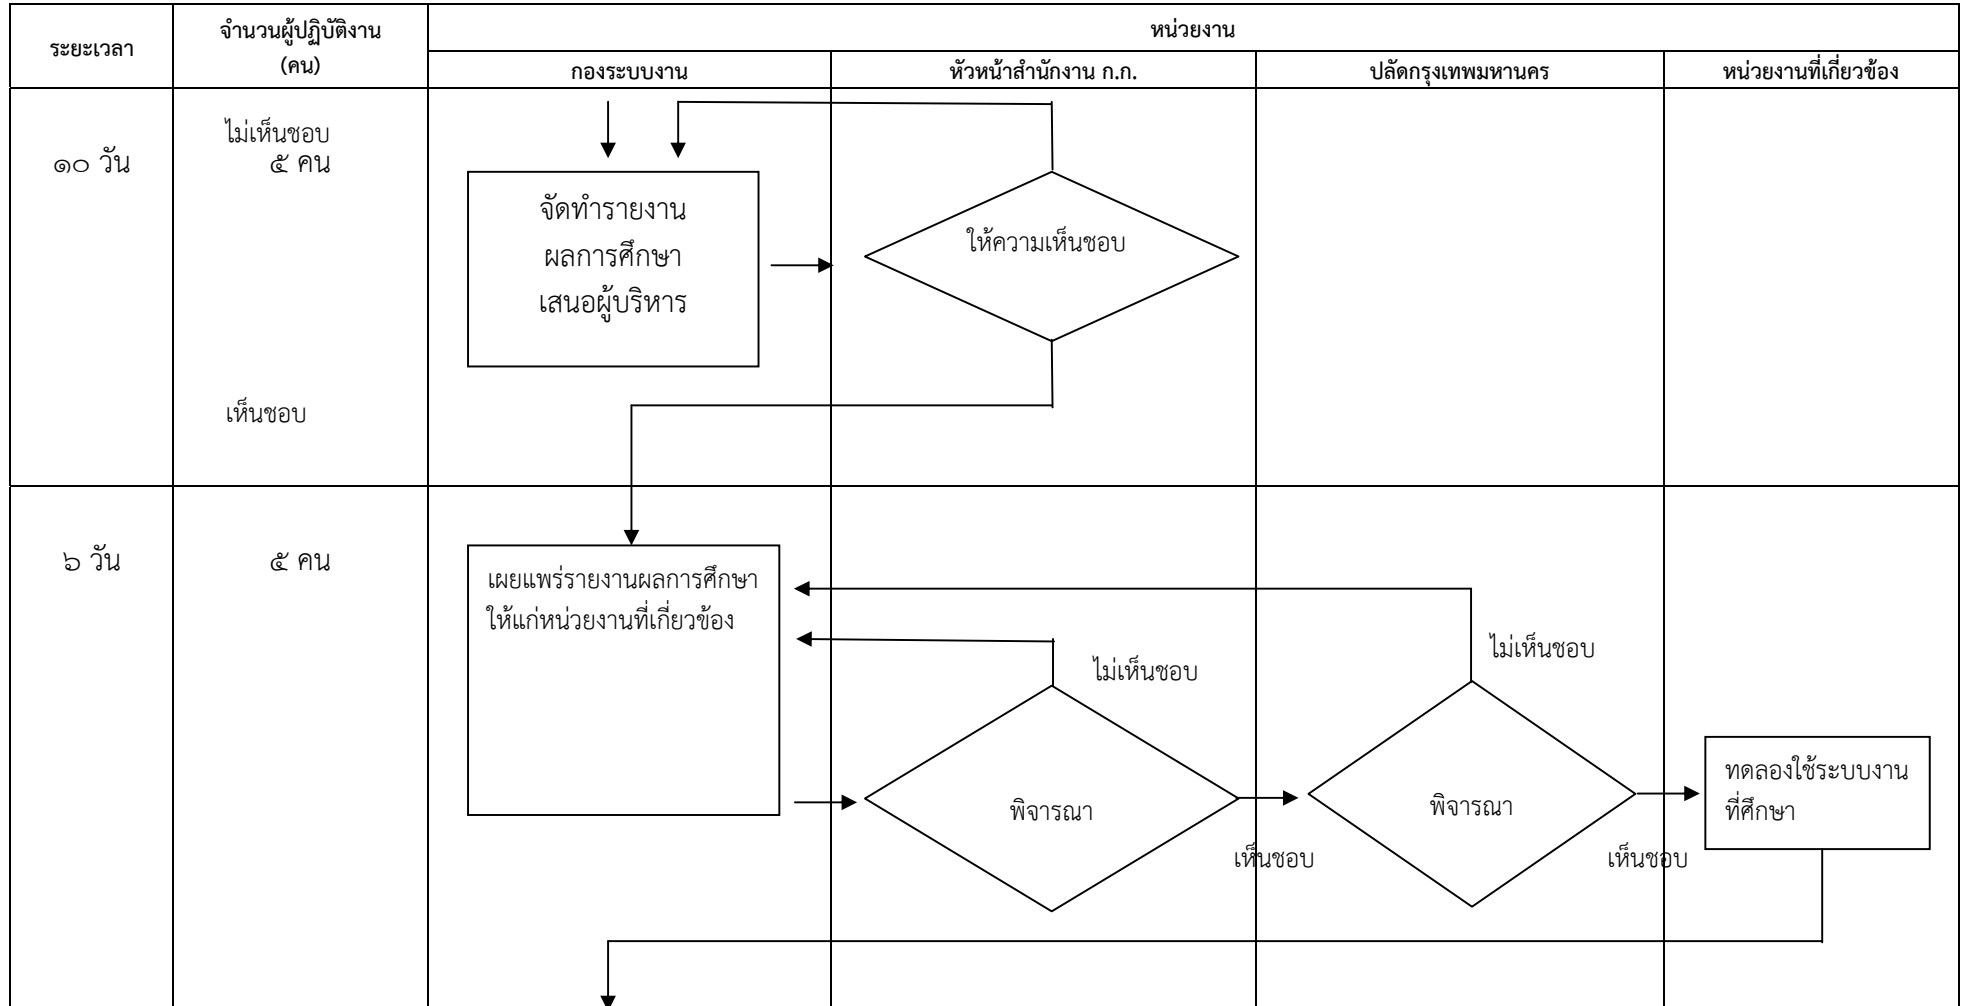 ระยะเวลา
จำนวนผู้ปฏิบัติงาน
(คน)
หน่วยงาน
กองระบบงาน
หัวหน้าสำนักงาน ก.ก.
ปลัดกรุงเทพมหานคร
หน่วยงานที่เกี่ยวข้อง
ไม่เห็นชอบ
๑๐ วัน
๕ คน
จัดทำรายงาน
ผลการศึกษา
เสนอผู้บริหาร
ให้ความเห็นชอบ
เห็นชอบ
๖ วัน
๕ คน
เผยแพร่รายงานผลการศึกษา
ให้แก่หน่วยงานที่เกี่ยวข้อง
ไม่เห็นชอบ
ไม่เห็นชอบ
พิจารณา
พิจารณา
ทดลองใช้ระบบงาน
ที่ศึกษา
เห็นชอบ
เห็นชอบ